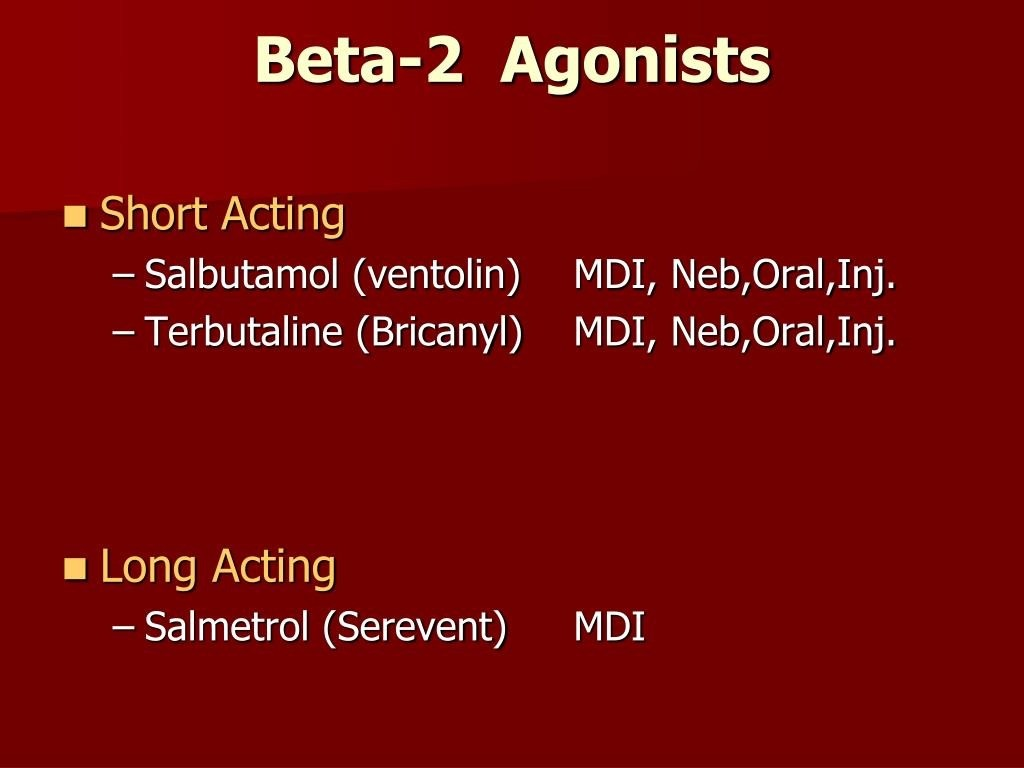 Beta-2 Agonists
Short Acting
– Salbutamol (ventolin) MDI, Neb,Oral,Inj.
– Terbutaline (Bricanyl) MDI, Neb,Oral,Inj.
Long Acting
– Salmetrol (Serevent) MDI